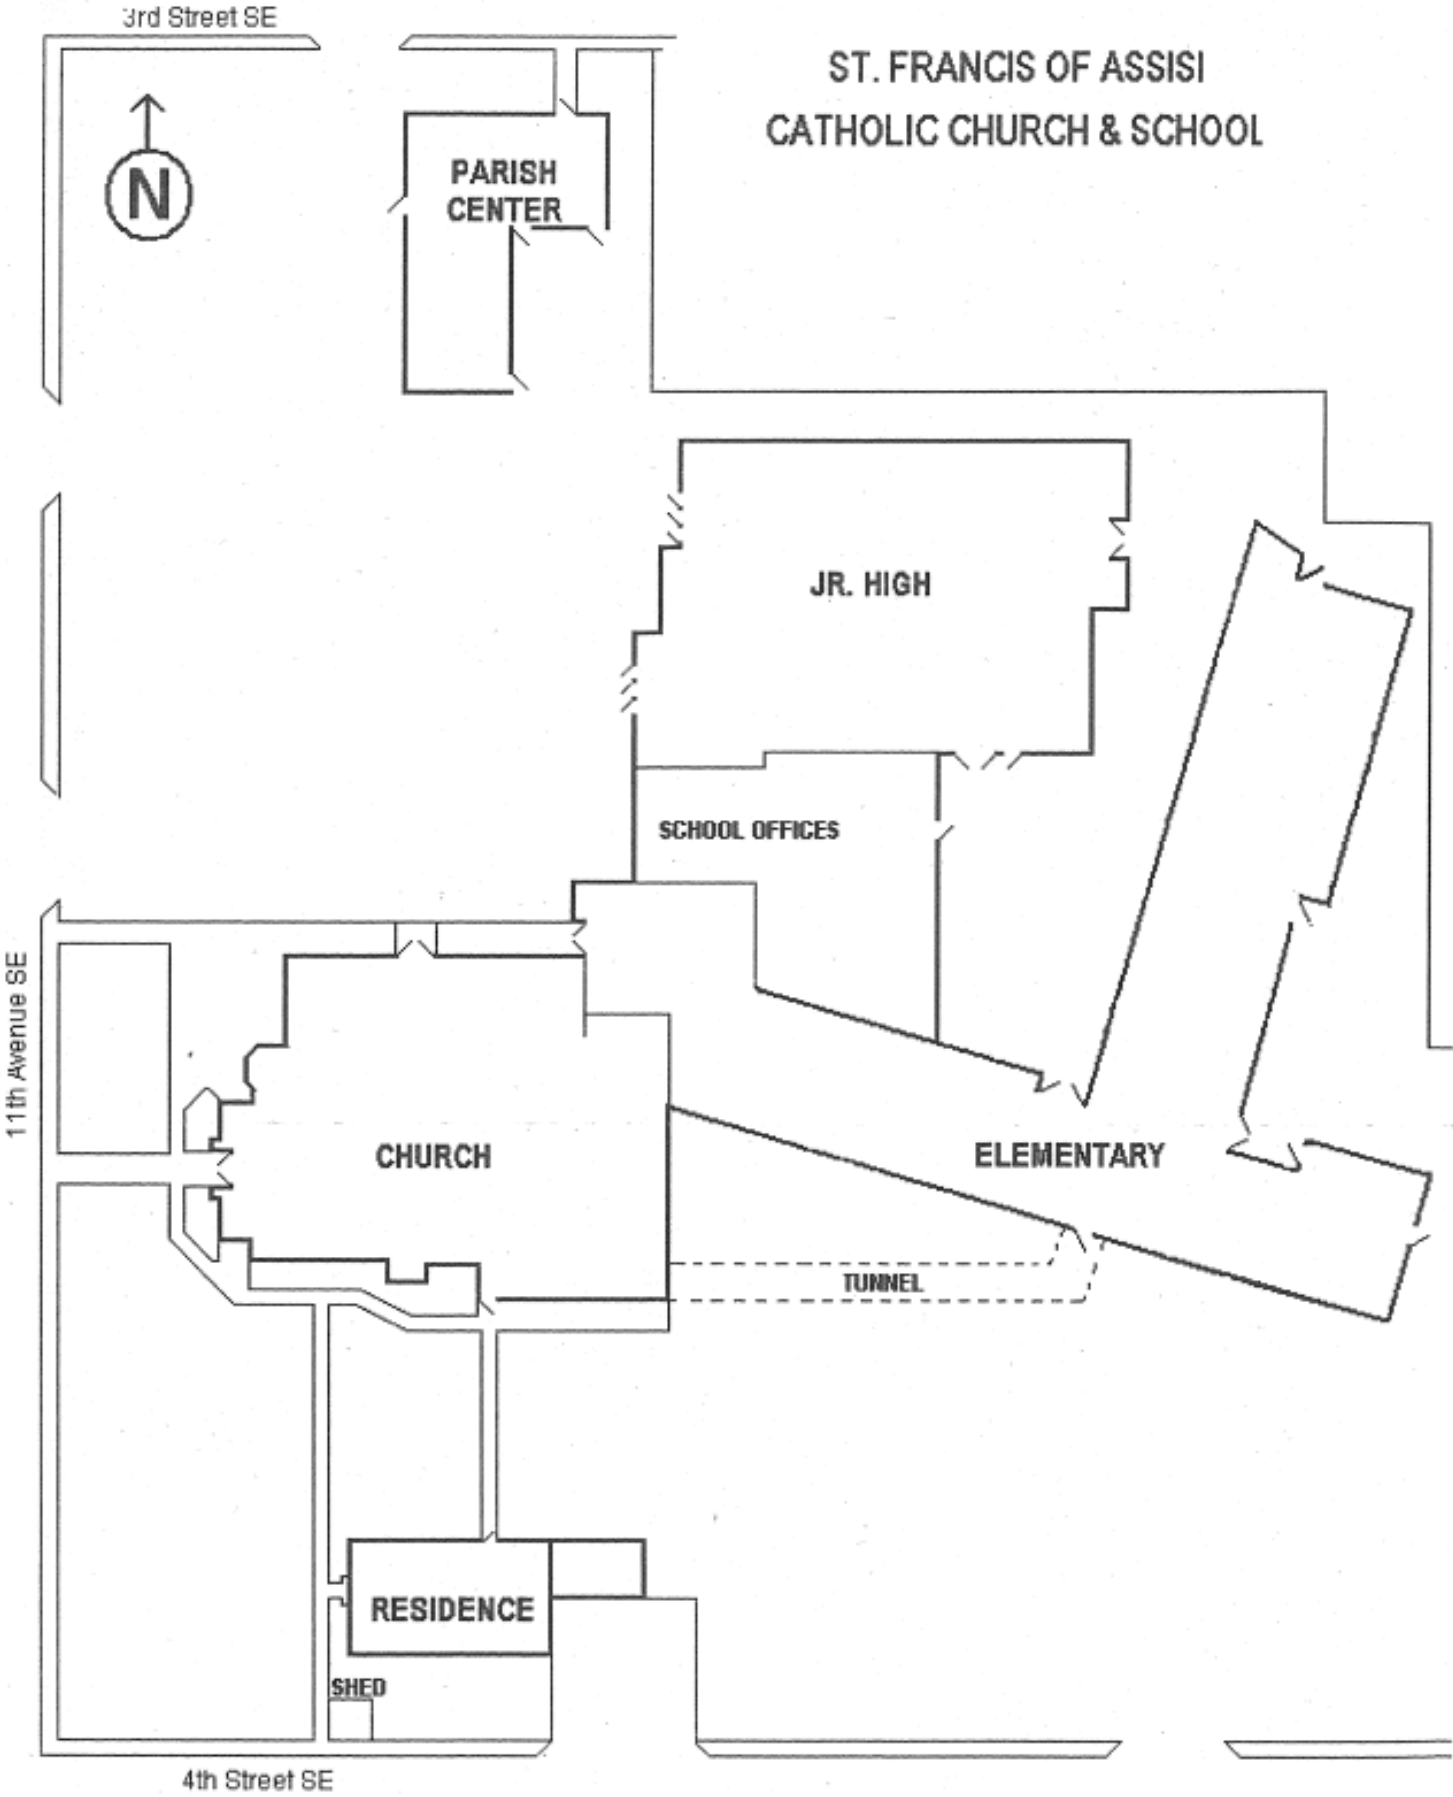 3rd Street SE
ST. FRANCIS OF ASSISI
CATHOLIC CHURCH & SCHOOL
N
PARISH
CENTER
JR. HIGH
SCHOOL OFFICES
11th Avenue SE
CHURCH
ELEMENTARY
TUNNEL
RESIDENCE
SHED
4th Street SE